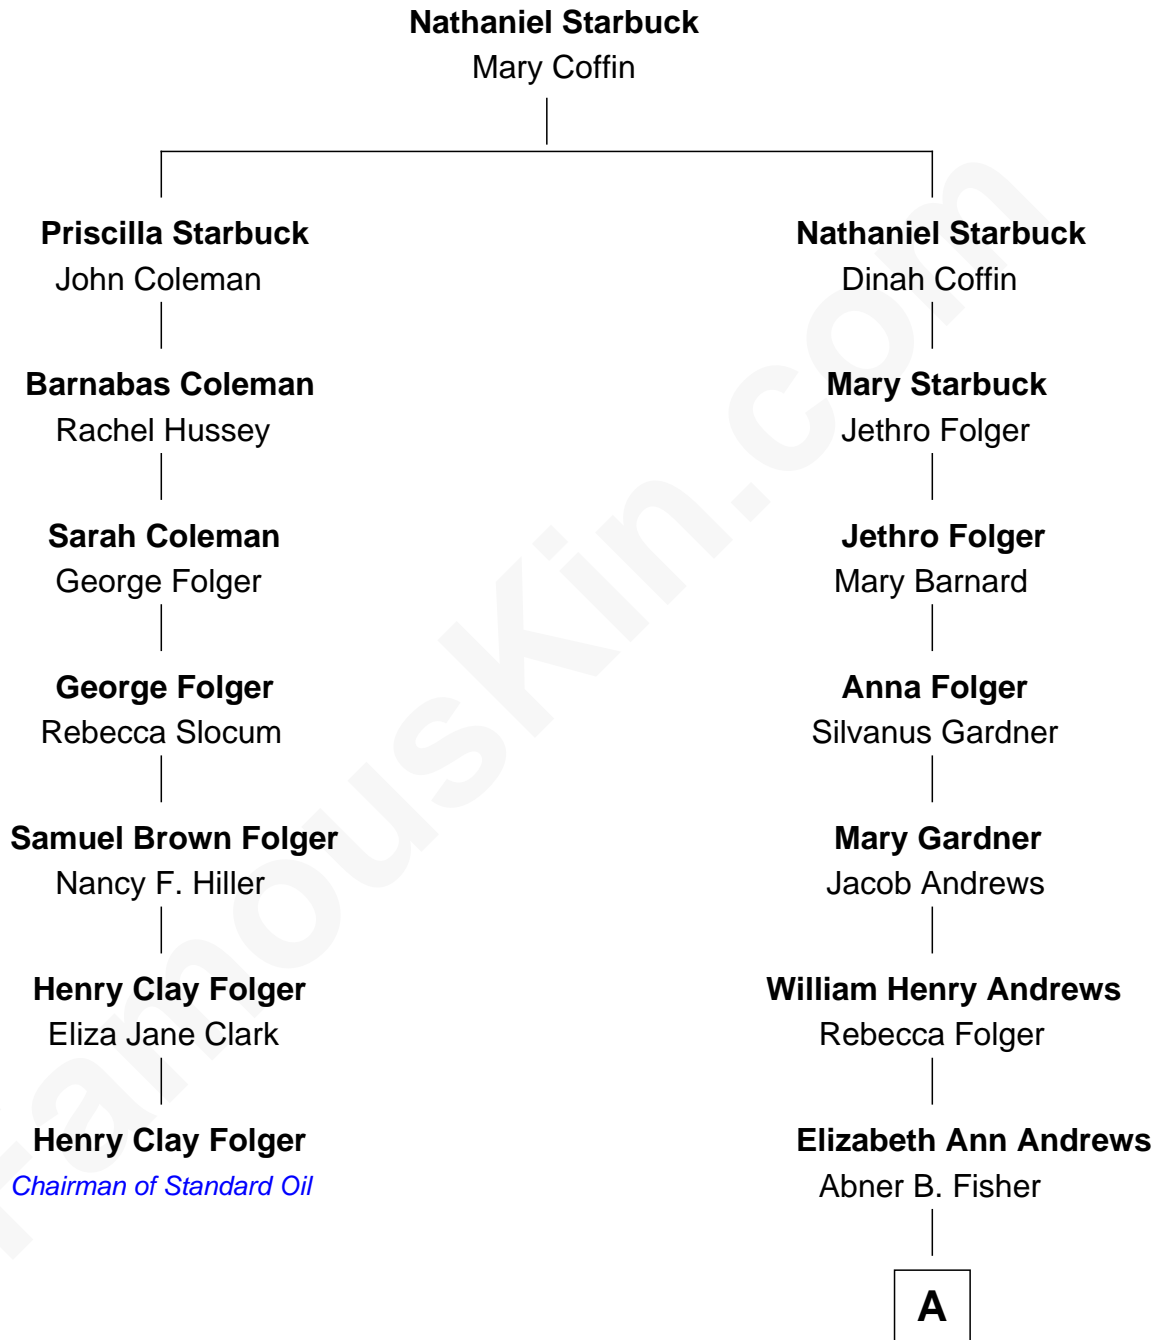 Nathaniel Starbuck
Mary Coffin
Priscilla Starbuck
John Coleman
Nathaniel Starbuck
Dinah Coffin
Barnabas Coleman
Rachel Hussey
Mary Starbuck
Jethro Folger
Sarah Coleman
George Folger
Jethro Folger
Mary Barnard
George Folger
Rebecca Slocum
Anna Folger
Silvanus Gardner
Samuel Brown Folger
Nancy F. Hiller
Mary Gardner
Jacob Andrews
Henry Clay Folger
Eliza Jane Clark
William Henry Andrews
Rebecca Folger
Henry Clay Folger
Chairman of Standard Oil
Elizabeth Ann Andrews
Abner B. Fisher
A
FamousKin.com